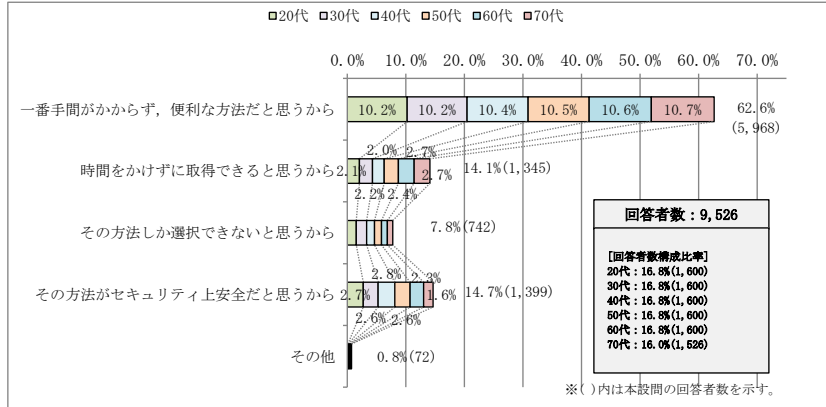 20代 30代 40代 50代 60代 70代
0.0% 10.0% 20.0% 30.0% 40.0% 50.0% 60.0% 70.0%
一番手間がかからず，便利な方法だと思うから 10.2% 10.2% 10.4% 10.5% 10.6% 10.7% 62.6%
(5,968)
2.0% 2.7%
時間をかけずに取得できると思うから 2.1% 2.7% 14.1%(1,345)
2.2% 2.4%
その方法しか選択できないと思うから 7.8%(742)
2.8% 2.3%
その方法がセキュリティ上安全だと思うから 2.7% 1.6% 14.7%(1,399)
2.6% 2.6%
その他 0.8%(72)
回答者数：9,526
[回答者数構成比率]
20代：16.8%(1,600)
30代：16.8%(1,600)
40代：16.8%(1,600)
50代：16.8%(1,600)
60代：16.8%(1,600)
70代：16.0%(1,526)
※( )内は本設問の回答者数を示す。